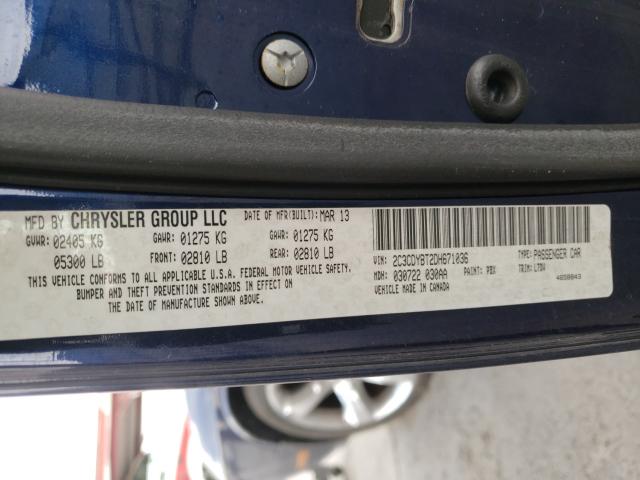 MFD BY CHRYSLER GROUP LLC DATE OF MFR(BUILT): MAR 13
GVWR: 02405 KG GAWR: 01275 KG GAWR: 01275 KG
05300 LB FRONT: 02810 LB REAR: 02810 LB
THIS VEHICLE CONFORMS TO ALL APPLICABLE U.S.A. FEDERAL MOTOR VEHICLE SAFETY,
BUMPER AND THEFT PREVENTION STANDARDS IN EFFECT ON
THE DATE OF MANUFACTURE SHOWN ABOVE.
VIN: 2C3CDYBT2DH671036 TYPE: PASSENGER CAR
MDH: 030722 030AA PAINT: PBX TRIM: LTDV
VEHICLE MADE IN CANADA 4658843